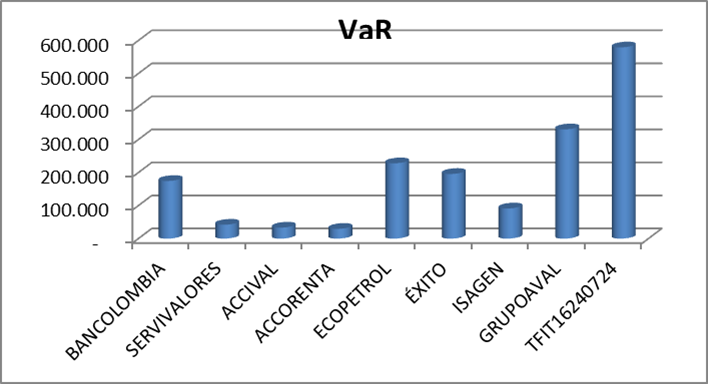 VaR
600.000
500.000
400.000
300.000
200.000
100.000
-
BANCOLOMBIA
SERVIVALORES
ACCIVAL
ACCORENTA
ECOPETROL
ÉXITO
ISAGEN
GRUPOAVAL
TFIT16240724